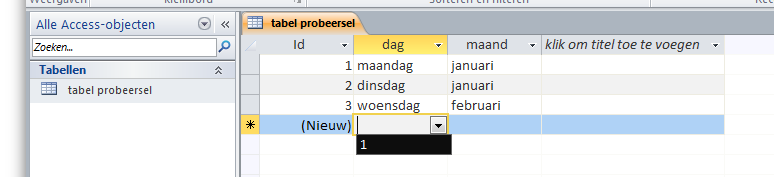 Weergaven Klembord Sorteren en filteren Rec
Alle Access-objecten
Zoeken...
Tabellen
tabel probeersel
tabel probeersel
Id dag maand klik om titel toe te voegen
1 maandag januari
2 dinsdag januari
3 woensdag februari
* (Nieuw)
1